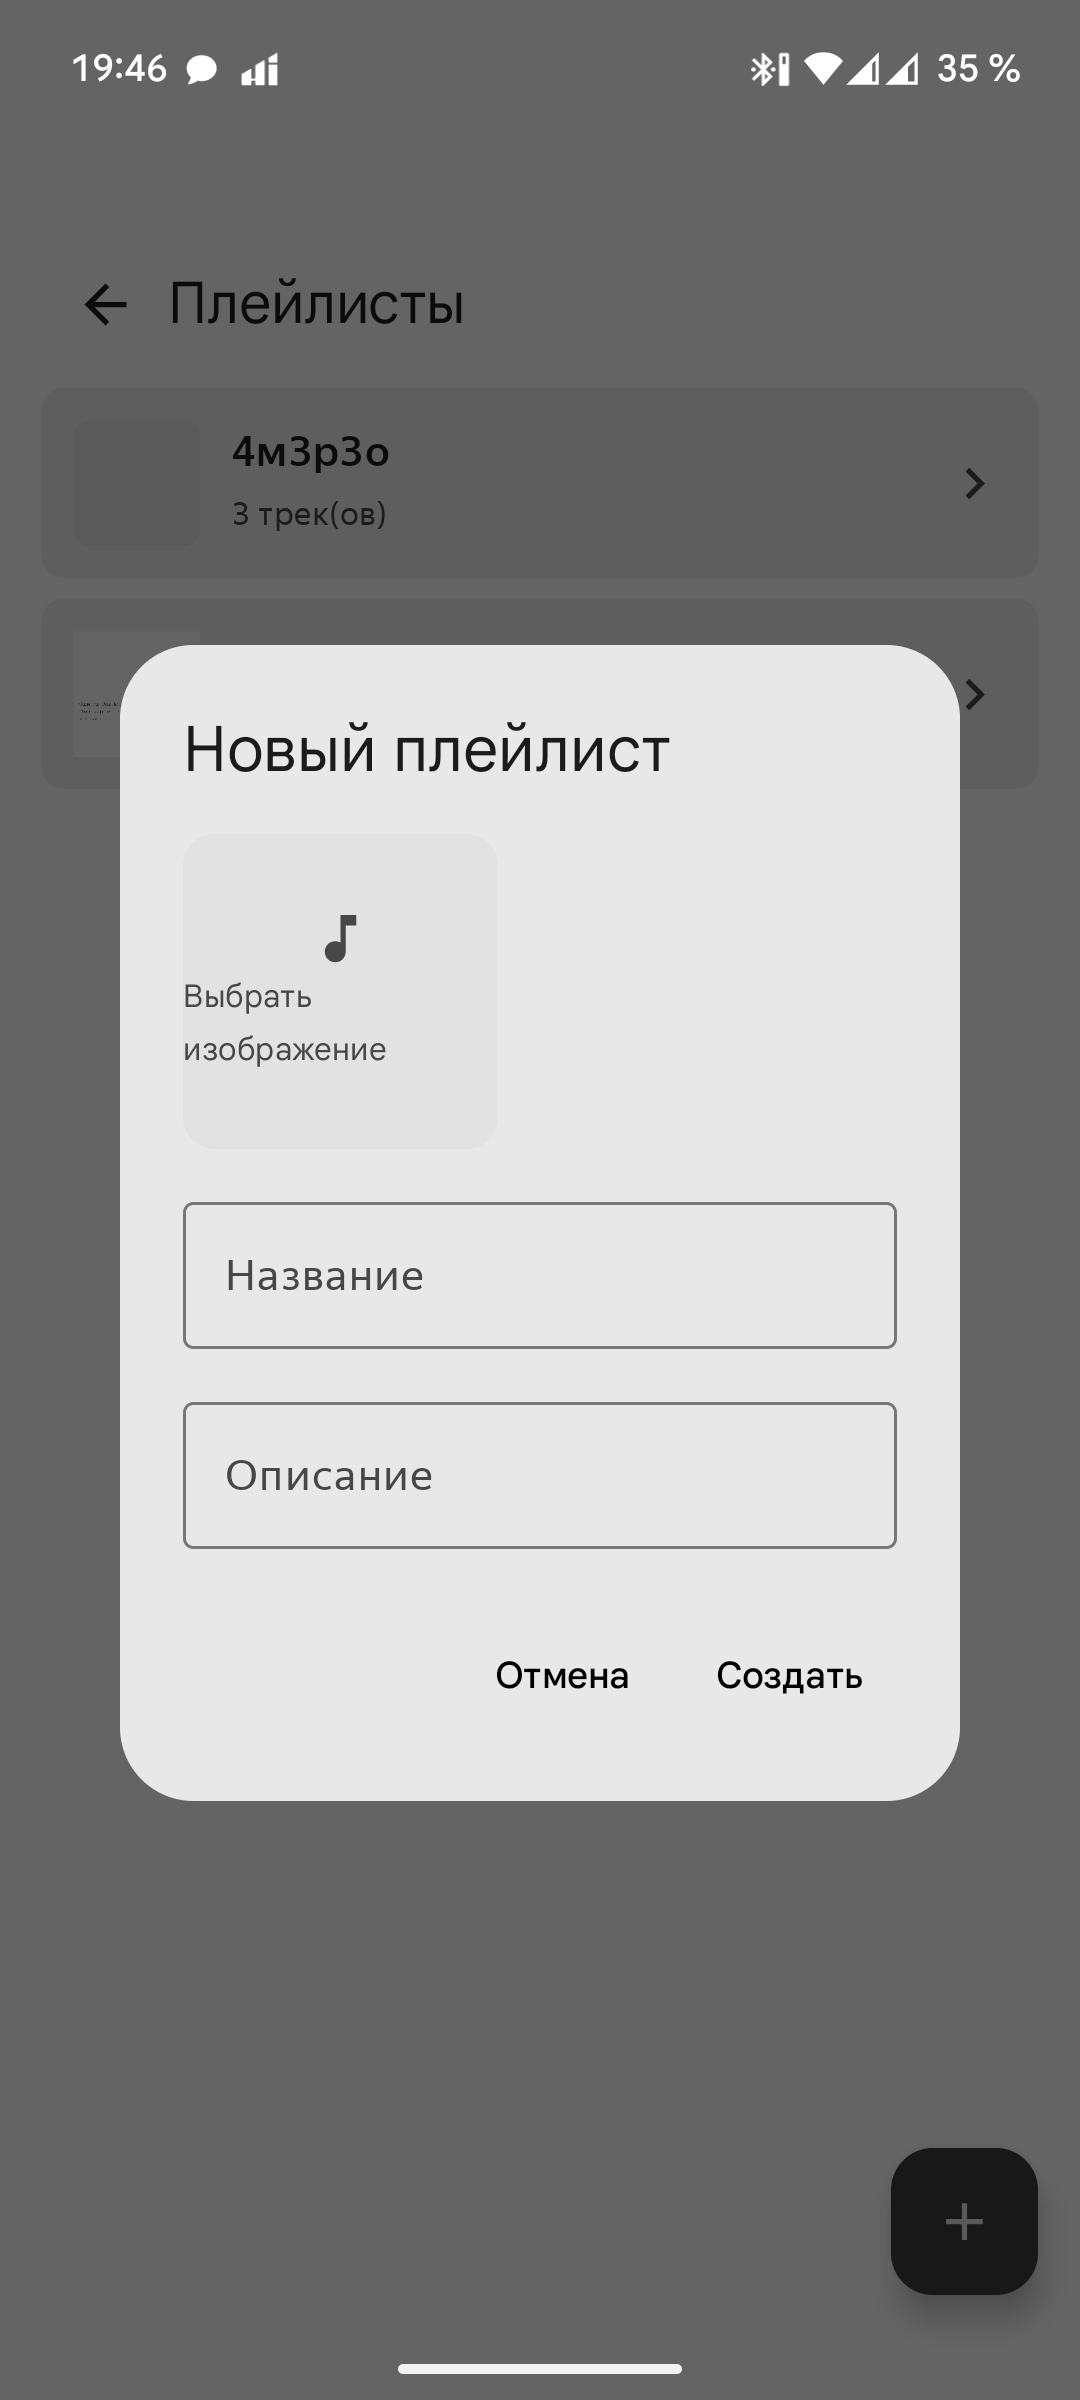 19:46
35 %
Плейлисты
4м3р3о
3 трек(ов)
Новый плейлист
Выбрать
изображение
Название
Описание
Отмена
Создать